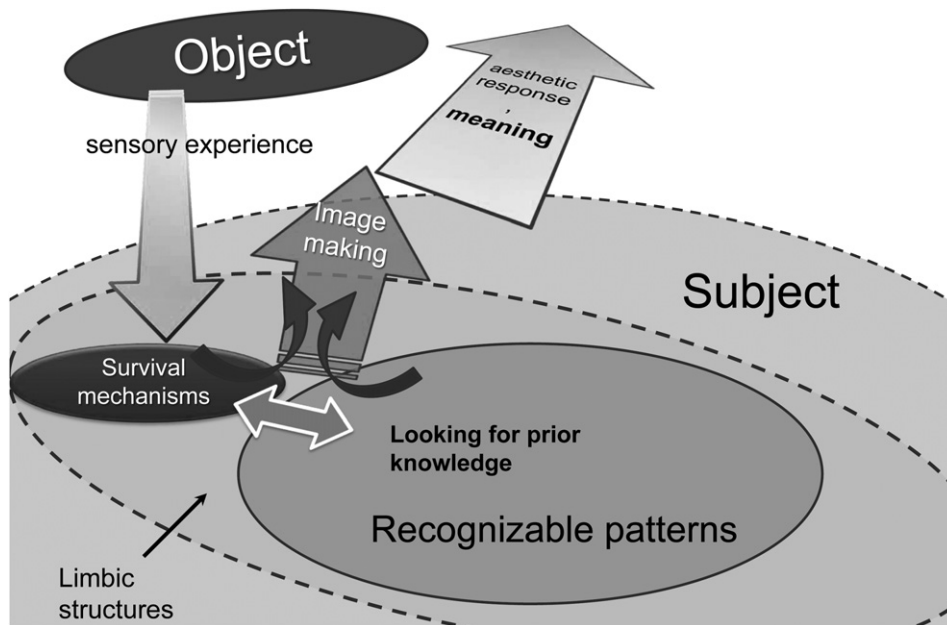 Object
aesthetic
response
,
meaning
sensory experience
Image
making
Subject
Survival
mechanisms
Looking for prior
knowledge
Recognizable patterns
Limbic
structures